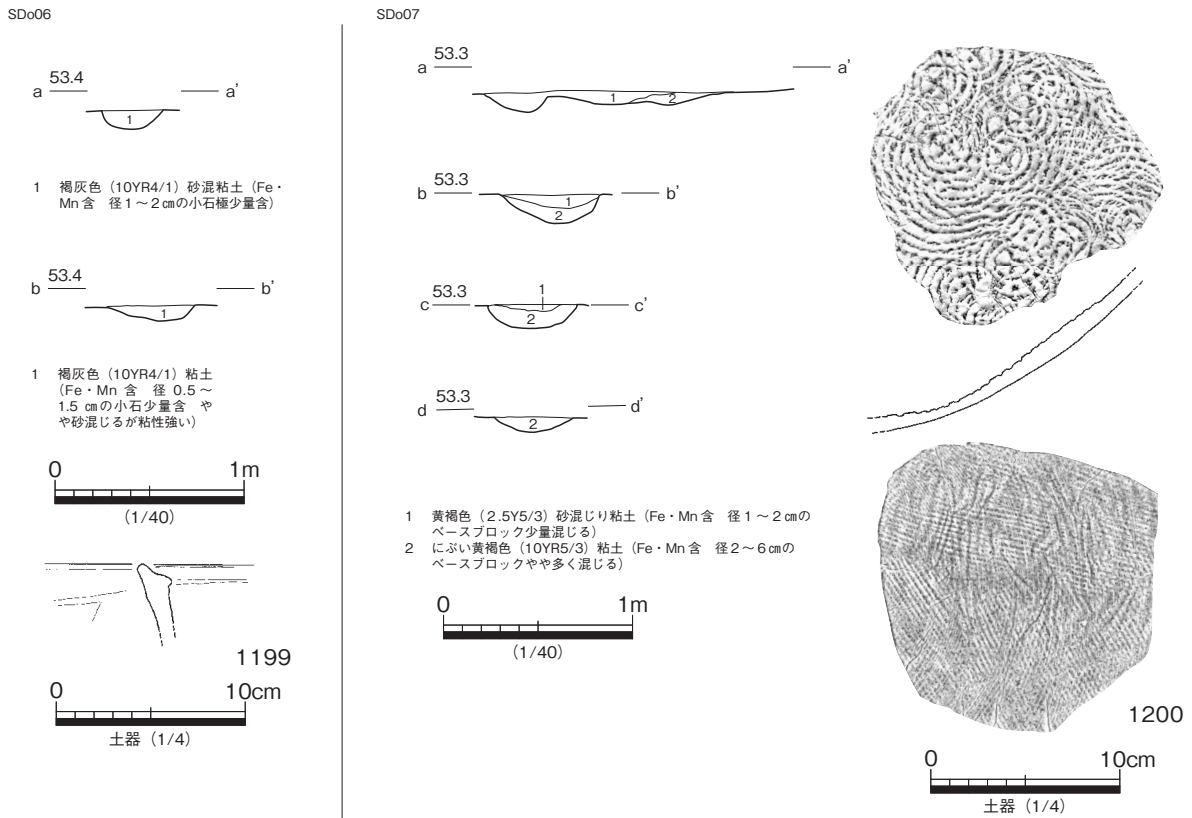 SDo06
53.4
a a'
1
1 褐灰色（10YR4/1）砂混粘土（Fe・
Mn 含 径１～２㎝の小石極少量含）
53.4
b b'
1
1 褐灰色（10YR4/1）粘土
（Fe・Mn 含 径 0.5 ～
1.5 ㎝の小石少量含 や
や砂混じるが粘性強い）
0 1m
(1/40)
1199
0 10cm
土器（1/4）
SDo07
53.3
a a'
1 2
53.3
b b'
1
2
53.3
c c'
1
2
53.3
d d'
2
1 黄褐色（2.5Y5/3）砂混じり粘土（Fe・Mn 含 径１～２㎝の
ベースブロック少量混じる）
2 にぶい黄褐色（10YR5/3）粘土（Fe・Mn 含 径２～６㎝の
ベースブロックやや多く混じる）
0 1m
(1/40)
1200
0 10cm
土器（1/4）